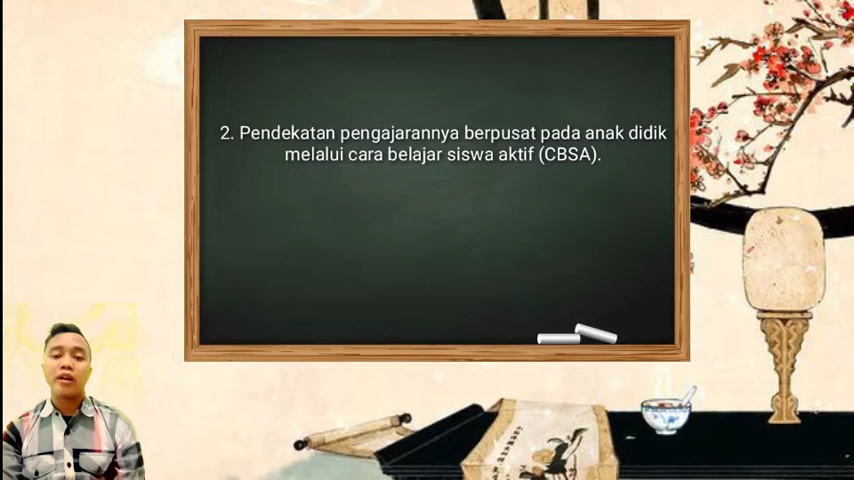 2. Pendekatan pengajarannya berpusat pada anak didik
melalui cara belajar siswa aktif (CBSA).